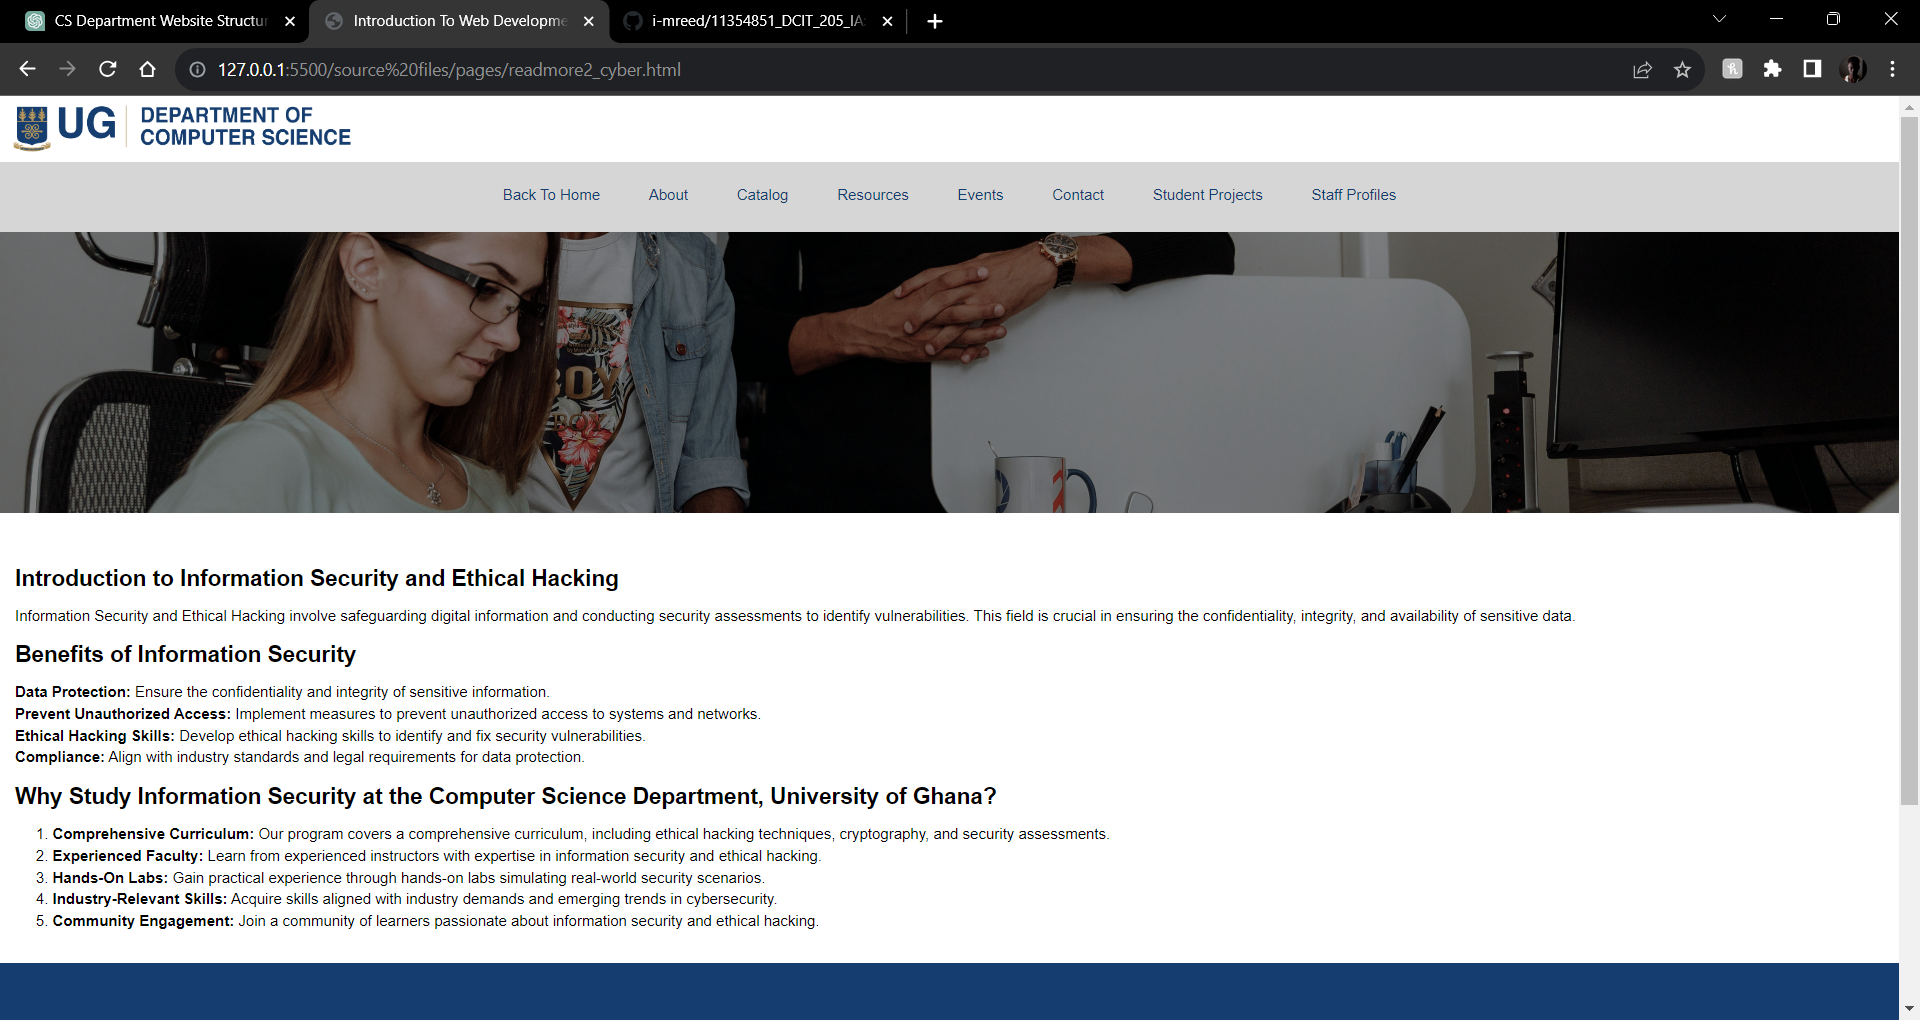 CS Department Website Structur
Introduction To Web Developme
i-mreed/11354851_DCIT_205_IA
127.0.0.1:5500/source%20files/pages/readmore2_cyber.html
UG
DEPARTMENT OF
COMPUTER SCIENCE
Back To Home About Catalog Resources Events Contact Student Projects Staff Profiles
BOY
Introduction to Information Security and Ethical Hacking
Information Security and Ethical Hacking involve safeguarding digital information and conducting security assessments to identify vulnerabilities. This field is crucial in ensuring the confidentiality, integrity, and availability of sensitive data.
Benefits of Information Security
Data Protection: Ensure the confidentiality and integrity of sensitive information.
Prevent Unauthorized Access: Implement measures to prevent unauthorized access to systems and networks.
Ethical Hacking Skills: Develop ethical hacking skills to identify and fix security vulnerabilities.
Compliance: Align with industry standards and legal requirements for data protection.
Why Study Information Security at the Computer Science Department, University of Ghana?
1. Comprehensive Curriculum: Our program covers a comprehensive curriculum, including ethical hacking techniques, cryptography, and security assessments.
2. Experienced Faculty: Learn from experienced instructors with expertise in information security and ethical hacking.
3. Hands-On Labs: Gain practical experience through hands-on labs simulating real-world security scenarios.
4. Industry-Relevant Skills: Acquire skills aligned with industry demands and emerging trends in cybersecurity.
5. Community Engagement: Join a community of learners passionate about information security and ethical hacking.